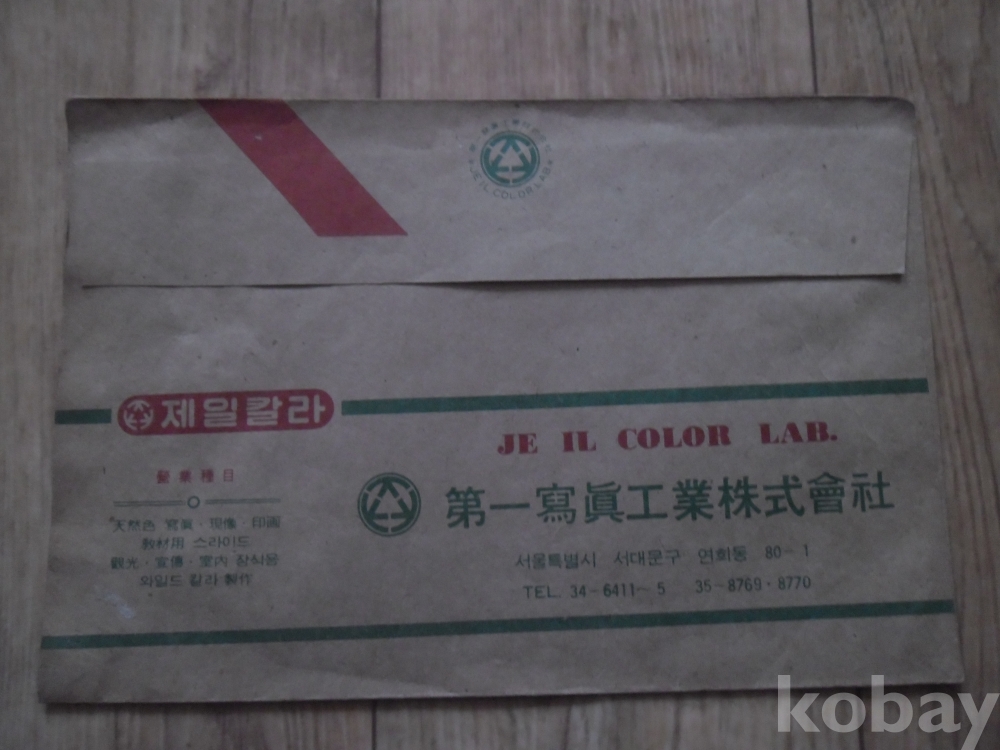 JE IL COLOR LAB
제일칼라
JE IL COLOR LAB.
營業種目
第一寫眞工業株式會社
天然色 寫眞·現像·印画
敎材用 스라이드
觀光·宣傳·室内 장식용
와일드 칼라 製作
서울특별시 서대문구 연희동 80-1
TEL. 34-6411~5 35-8769·8770
kobay